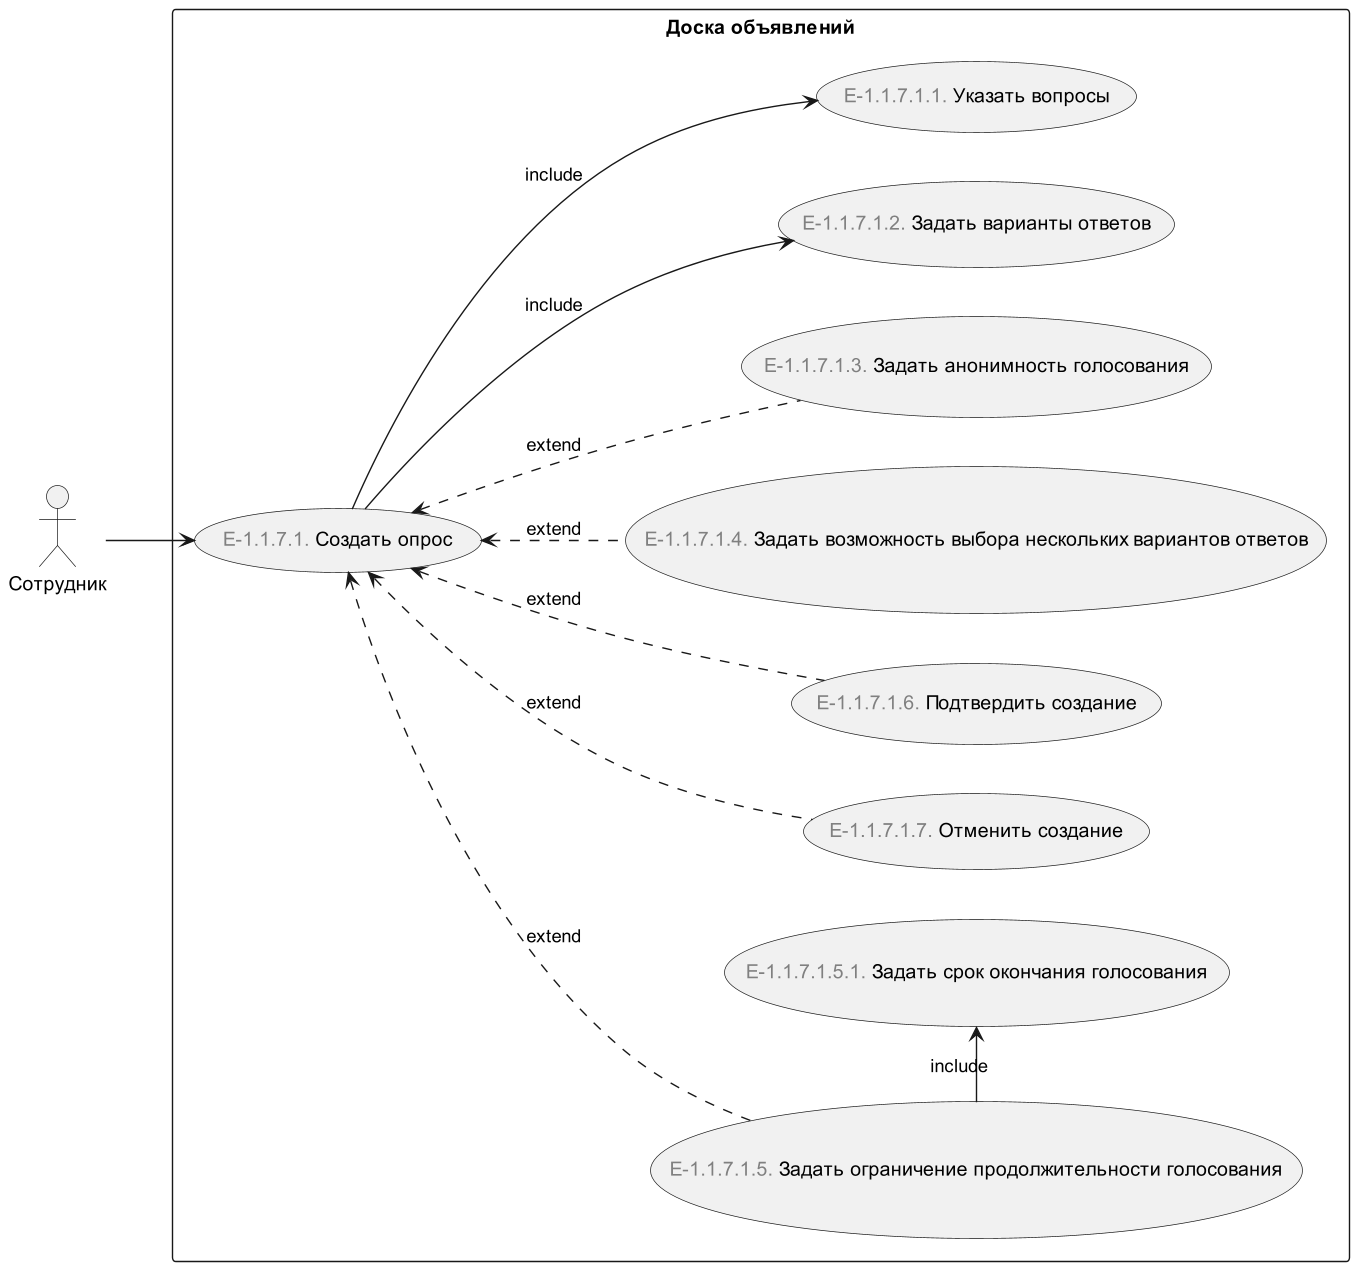 Доска объявлений
E-1.1.7.1.1. Указать вопросы
include
E-1.1.7.1.2. Задать варианты ответов
include
E-1.1.7.1.3. Задать анонимность голосования
extend
Сотрудник
E-1.1.7.1. Создать опрос
extend
E-1.1.7.1.4. Задать возможность выбора нескольких вариантов ответов
extend
E-1.1.7.1.6. Подтвердить создание
extend
E-1.1.7.1.7. Отменить создание
extend
E-1.1.7.1.5.1. Задать срок окончания голосования
include
E-1.1.7.1.5. Задать ограничение продолжительности голосования